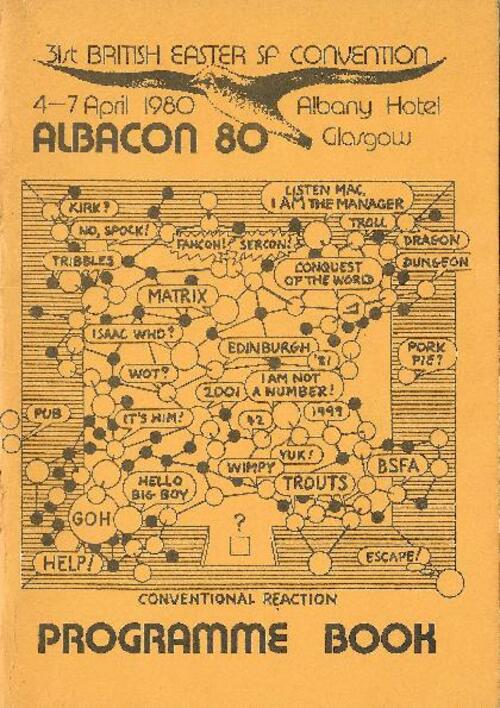 31st BRITISH EASTER SF CONVENTION
4–7 April 1980 Albany Hotel
ALBACON 80 Glasgow
LISTEN MAC,
I AM THE MANAGER
KIRK?
TROLL
NO, SPOCK!
FANCON! SERCON!
DRAGON
TRIBBLES
CONQUEST
OF THE WORLD
DUNGEON
MATRIX
ISAAC WHO?
EDINBURGH
'81
PORK
PIE?
WOT?
I AM NOT
A NUMBER!
2001
PUB
IT'S HIM!
42
1999
YUK!
WIMPY
BSFA
HELLO
BIG BOY
TROUTS
GOH
?
HELP!
ESCAPE!
CONVENTIONAL REACTION
PROGRAMME BOOK